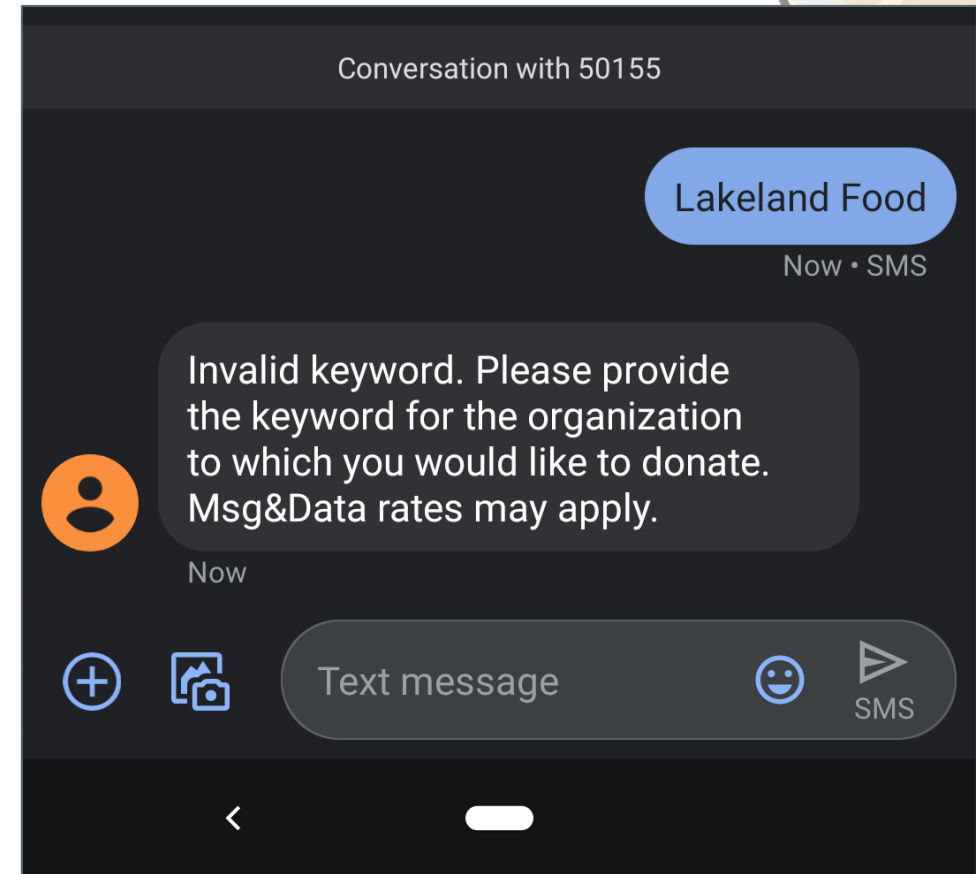 Conversation with 50155
Lakeland Food
Now • SMS
Invalid keyword. Please provide
the keyword for the organization
to which you would like to donate.
Msg&Data rates may apply.
Now
Text message
SMS